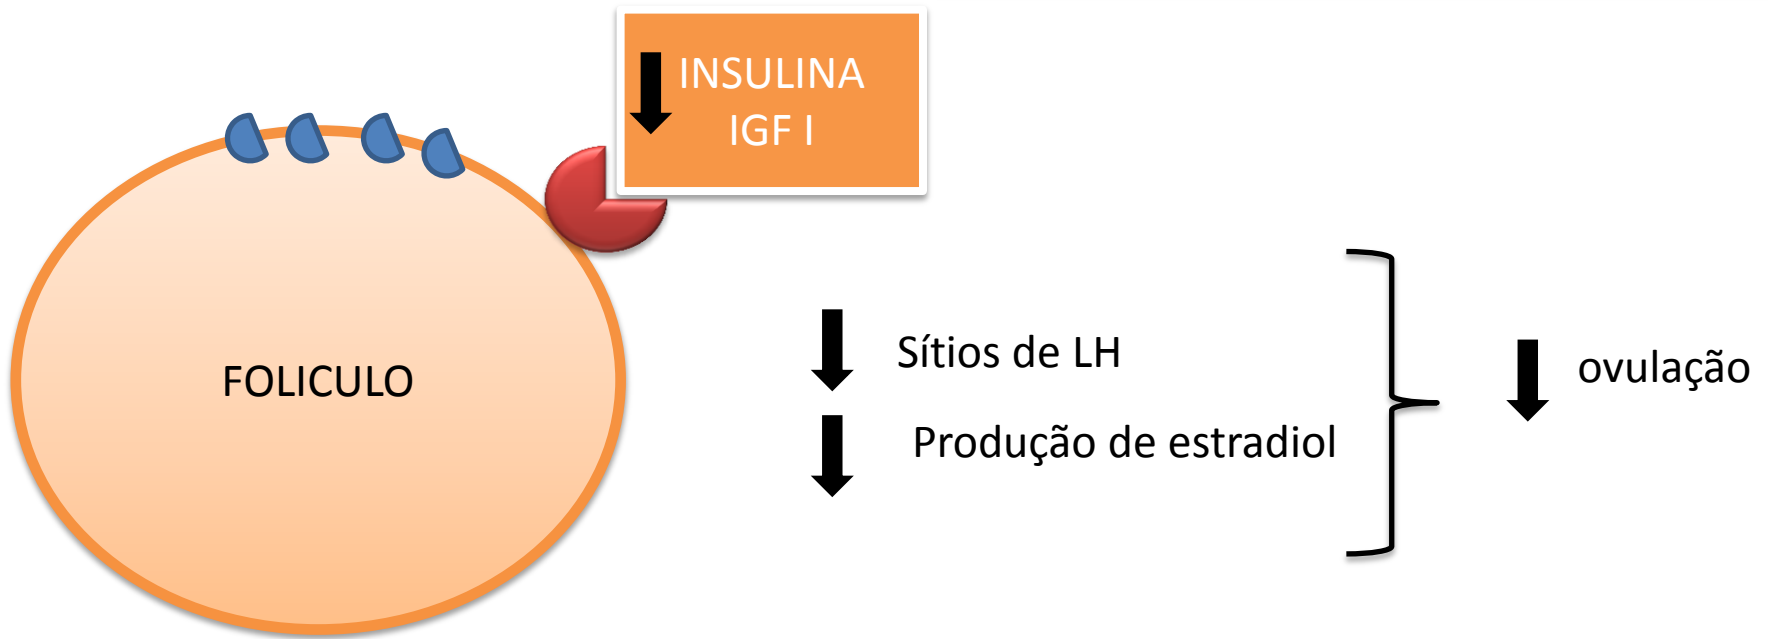 INSULINA
IGF I
FOLICULO
Sítios de LH
Produção de estradiol
ovulação